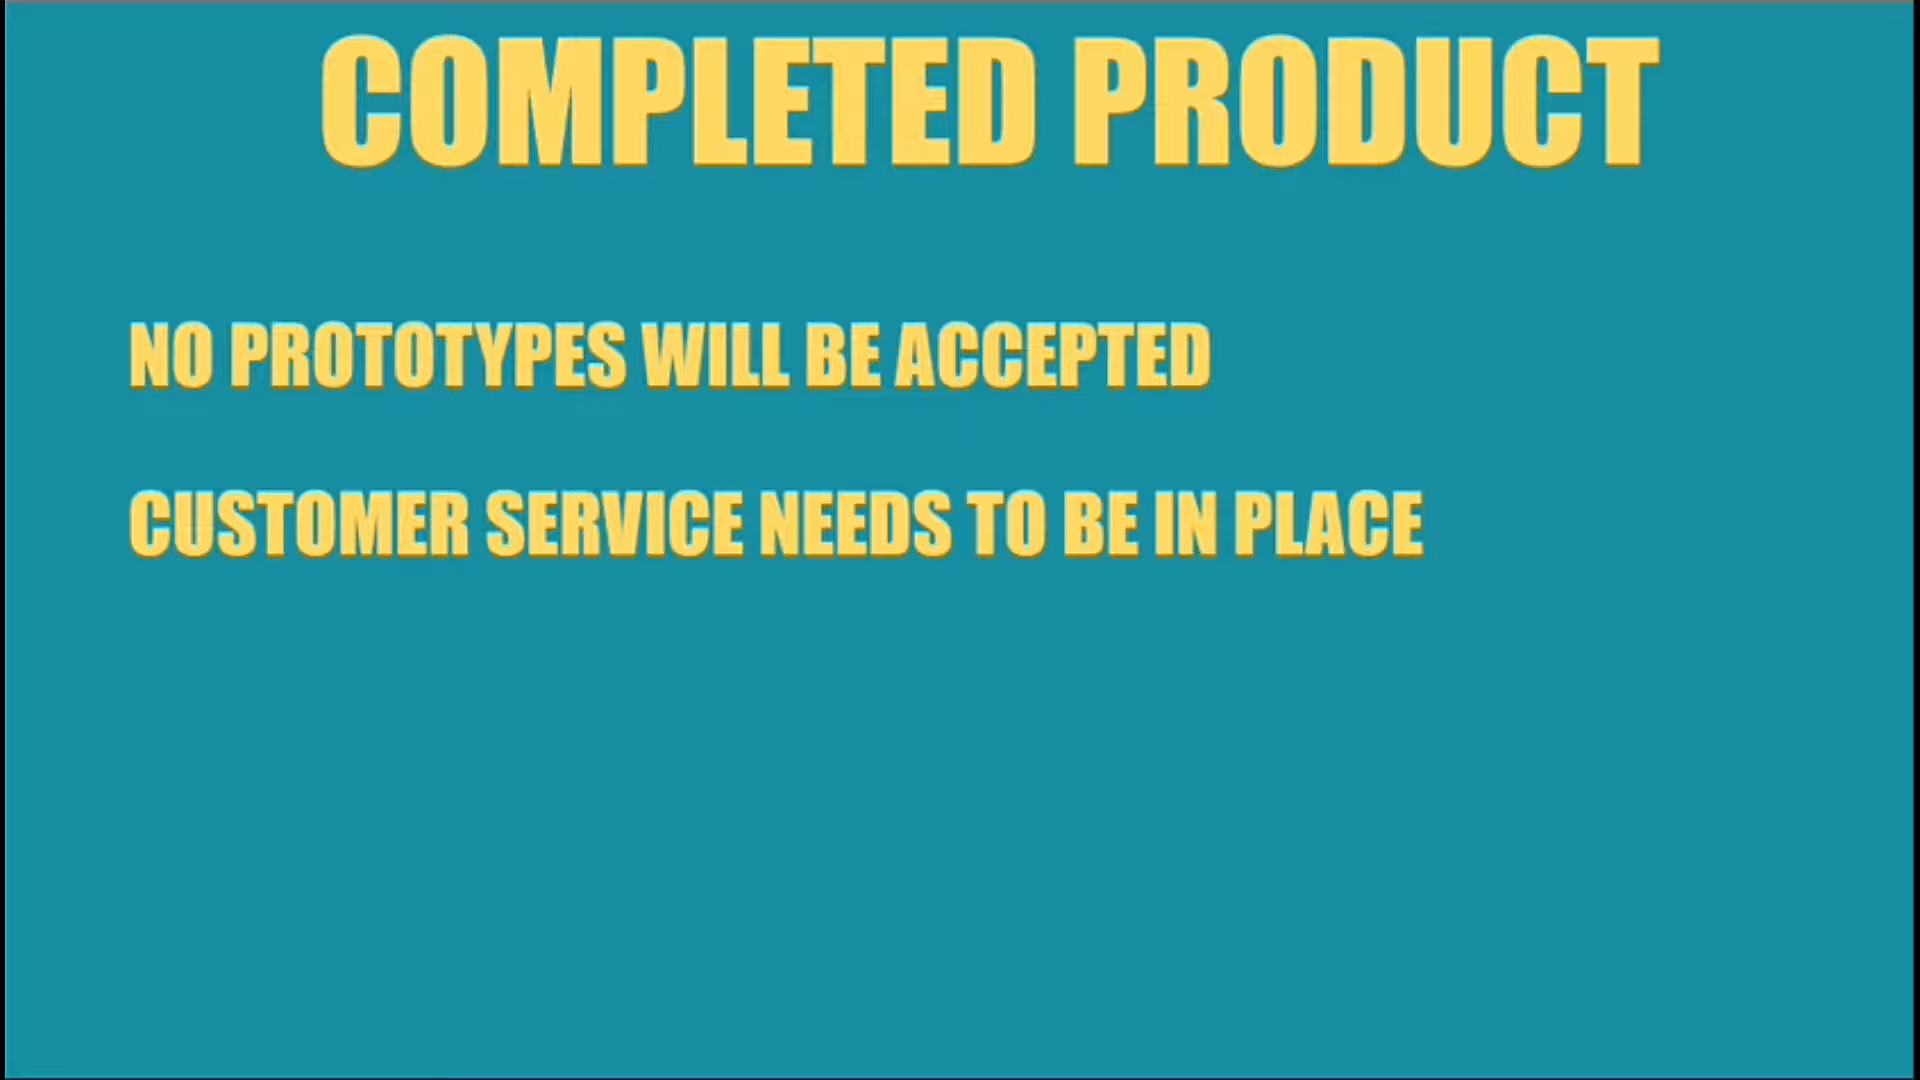 COMPLETED PRODUCT
NO PROTOTYPES WILL BE ACCEPTED
CUSTOMER SERVICE NEEDS TO BE IN PLACE